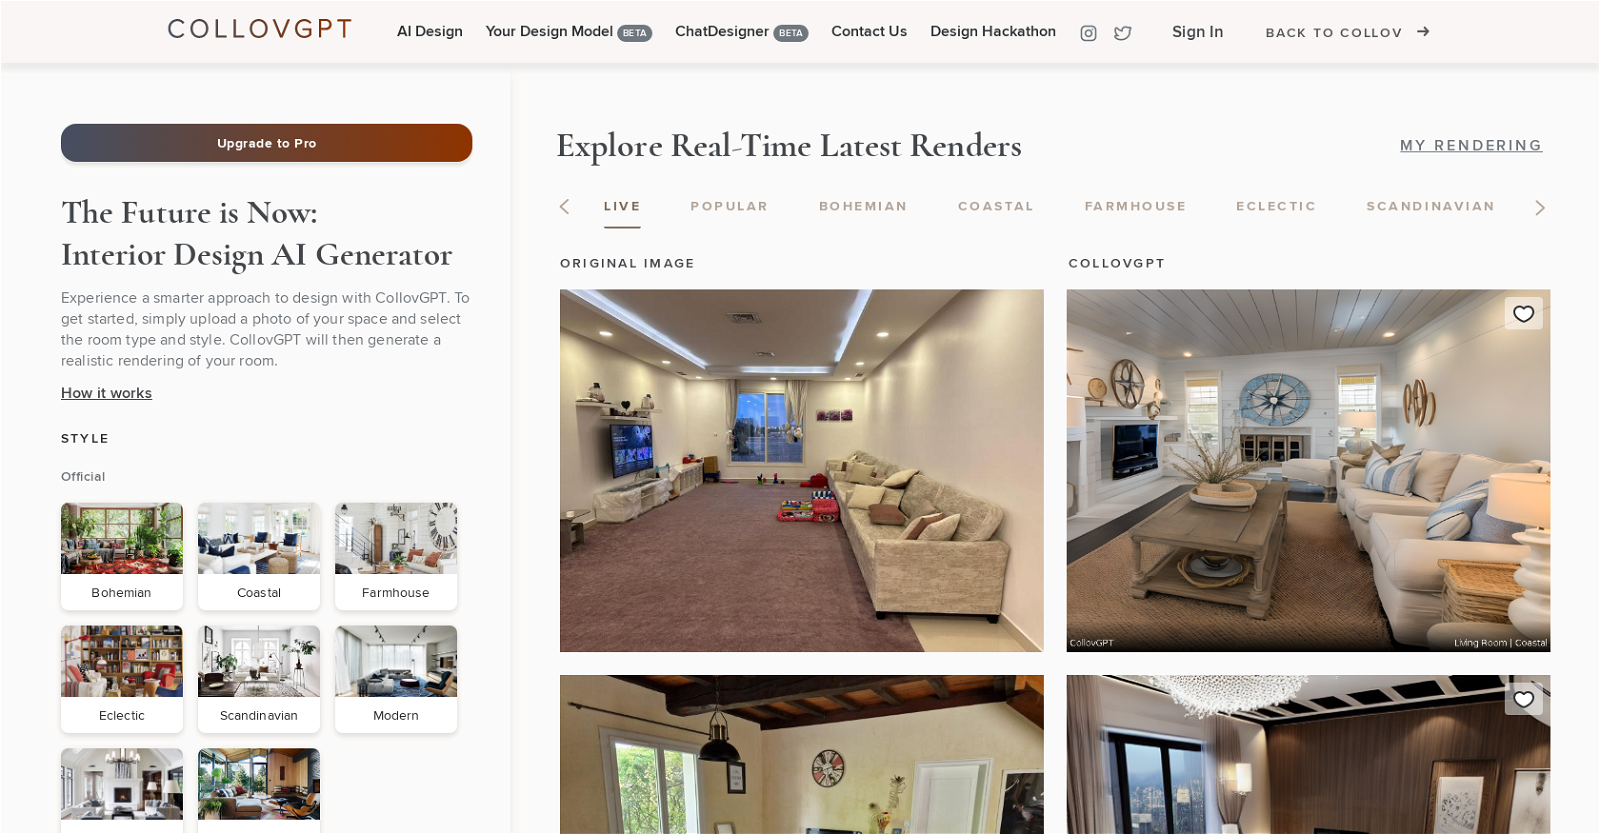 COLLOVGPT
AI Design
Your Design Model BETA
ChatDesigner BETA
Contact Us
Design Hackathon
Sign In
BACK TO COLLOV
Upgrade to Pro
The Future is Now:
Interior Design AI Generator
Experience a smarter approach to design with CollovGPT. To
get started, simply upload a photo of your space and select
the room type and style. CollovGPT will then generate a
realistic rendering of your room.
How it works
STYLE
Official
Bohemian
Coastal
Farmhouse
Eclectic
Scandinavian
Modern
Explore Real-Time Latest Renders
MY RENDERING
LIVE
POPULAR
BOHEMIAN
COASTAL
FARMHOUSE
ECLECTIC
SCANDINAVIAN
ORIGINAL IMAGE
COLLOVGPT
CollovGPT
Living Room | Coastal